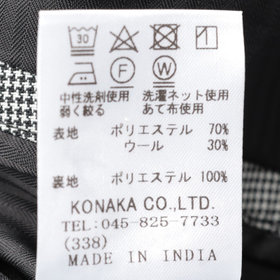 30
F W
中性洗剤使用 洗濯ネット使用
弱く絞る あて布使用
表地 ポリエステル 70%
ウール 30%
裏地 ポリエステル 100%
KONAKA CO.,LTD.
TEL:045-825-7733
(338)
MADE IN INDIA